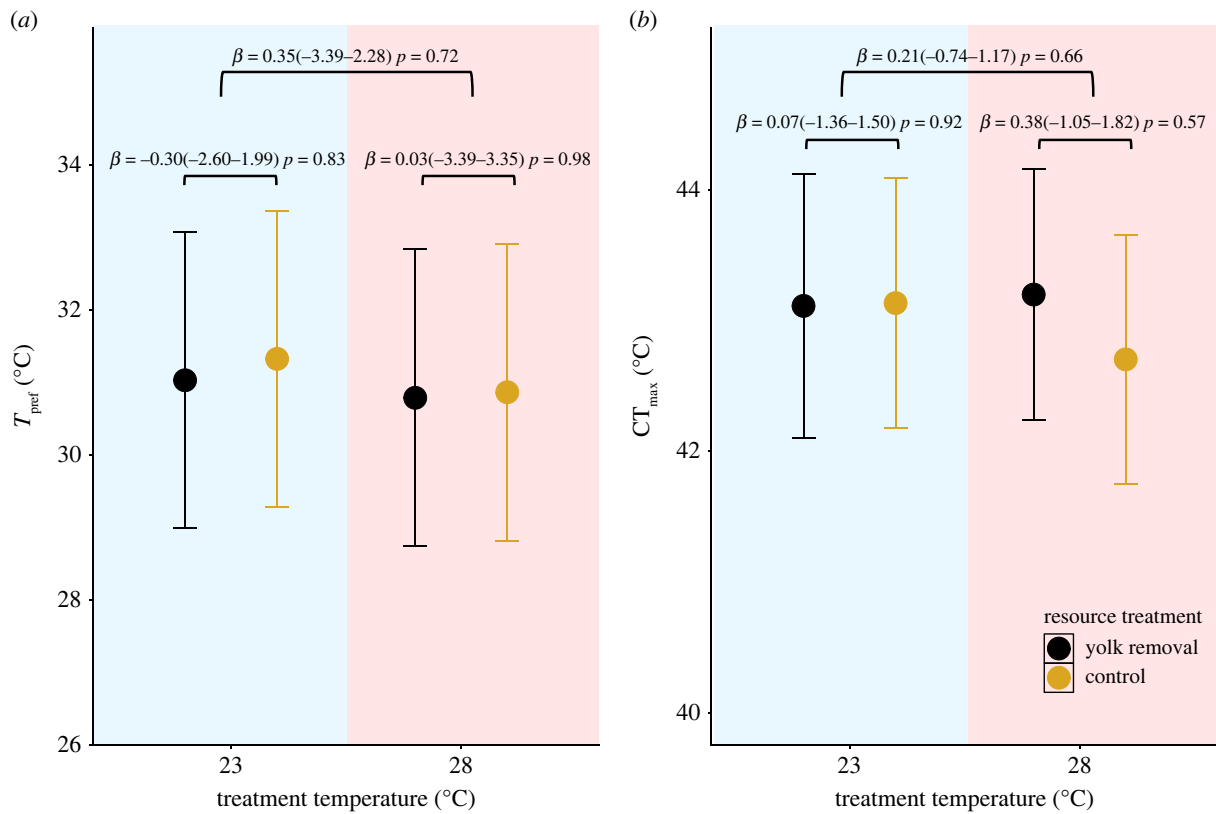 (a)
β = 0.35(–3.39–2.28) p = 0.72
β = –0.30(–2.60–1.99) p = 0.83
β = 0.03(–3.39–3.35) p = 0.98
34
32
30
28
26
T pref (°C)
23
28
treatment temperature (°C)
(b)
β = 0.21(–0.74–1.17) p = 0.66
β = 0.07(–1.36–1.50) p = 0.92
β = 0.38(–1.05–1.82) p = 0.57
44
42
40
CT max (°C)
resource treatment
yolk removal
control
23
28
treatment temperature (°C)